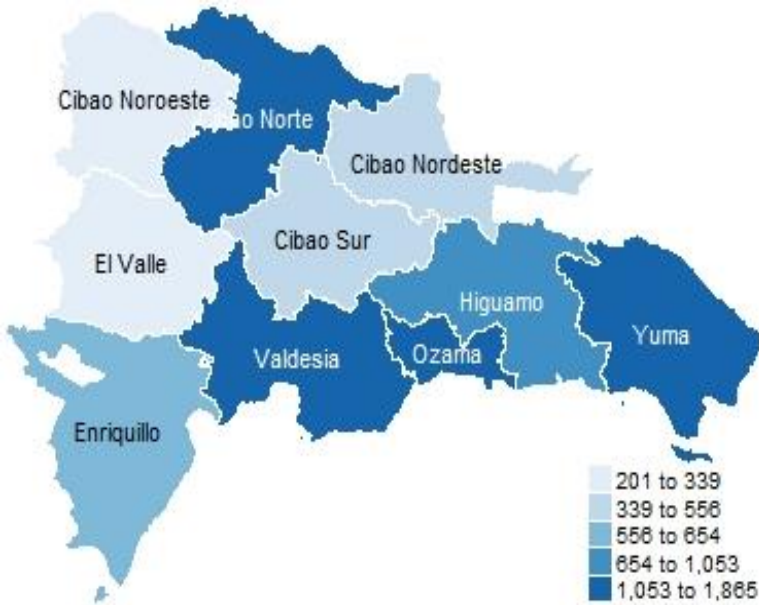 Cibao Noroeste
Cibao Norte
Cibao Nordeste
Cibao Sur
El Valle
Higuamo
Yuma
Valdesia
Ozama
Enriquillo
201 to 339
339 to 556
556 to 654
654 to 1,053
1,053 to 1,865